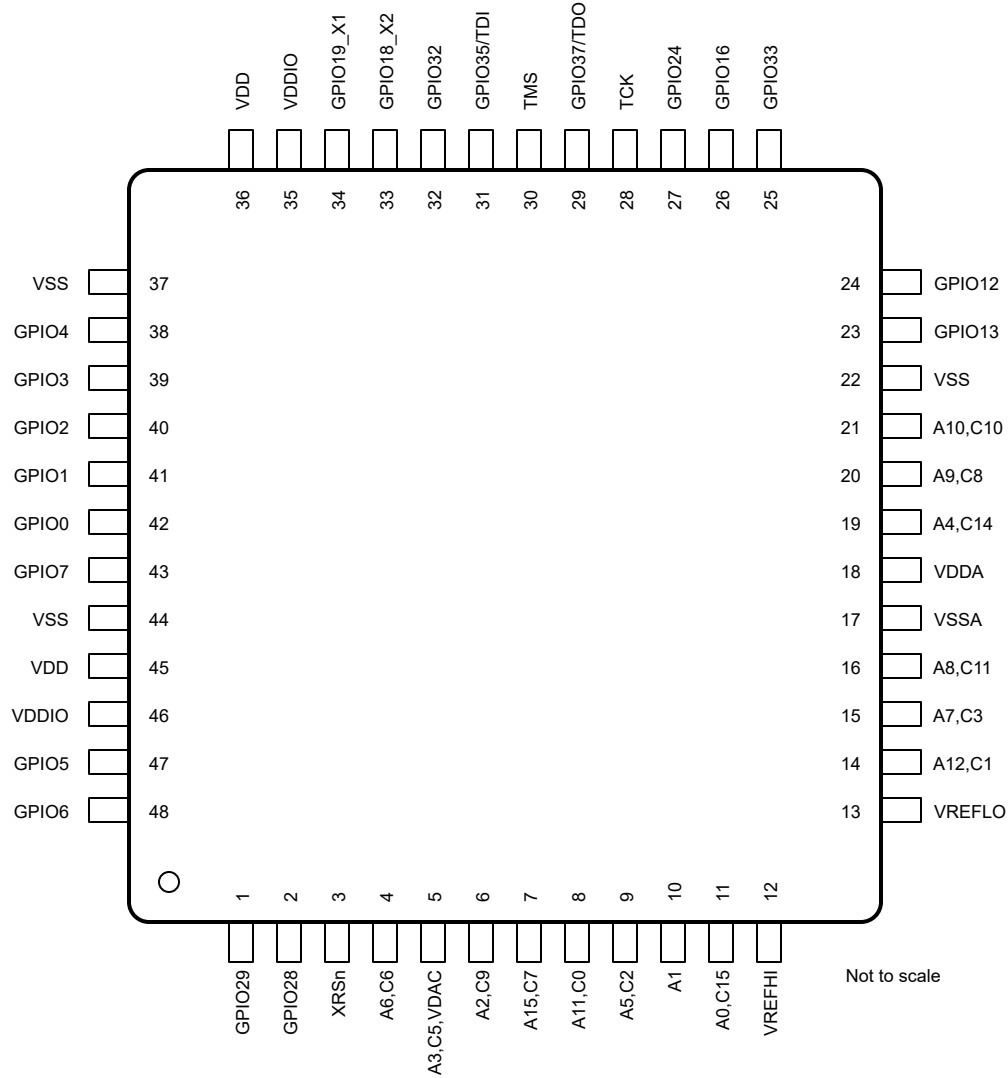 VDD
VDDIO
GPIO19_X1
GPIO18_X2
GPIO32
GPIO35/TDI
TMS
GPIO37/TDO
TCK
GPIO24
GPIO16
GPIO33
36
35
34
33
32
31
30
29
28
27
26
25
VSS 37
GPIO4 38
GPIO3 39
GPIO2 40
GPIO1 41
GPIO0 42
GPIO7 43
VSS 44
VDD 45
VDDIO 46
GPIO5 47
GPIO6 48
24 GPIO12
23 GPIO13
22 VSS
21 A10,C10
20 A9,C8
19 A4,C14
18 VDDA
17 VSSA
16 A8,C11
15 A7,C3
14 A12,C1
13 VREFLO
1
2
3
4
5
6
7
8
9
10
11
12
GPIO29
GPIO28
XRSn
A6,C6
A3,C5,VDAC
A2,C9
A15,C7
A11,C0
A5,C2
A1
A0,C15
VREFHI
Not to scale